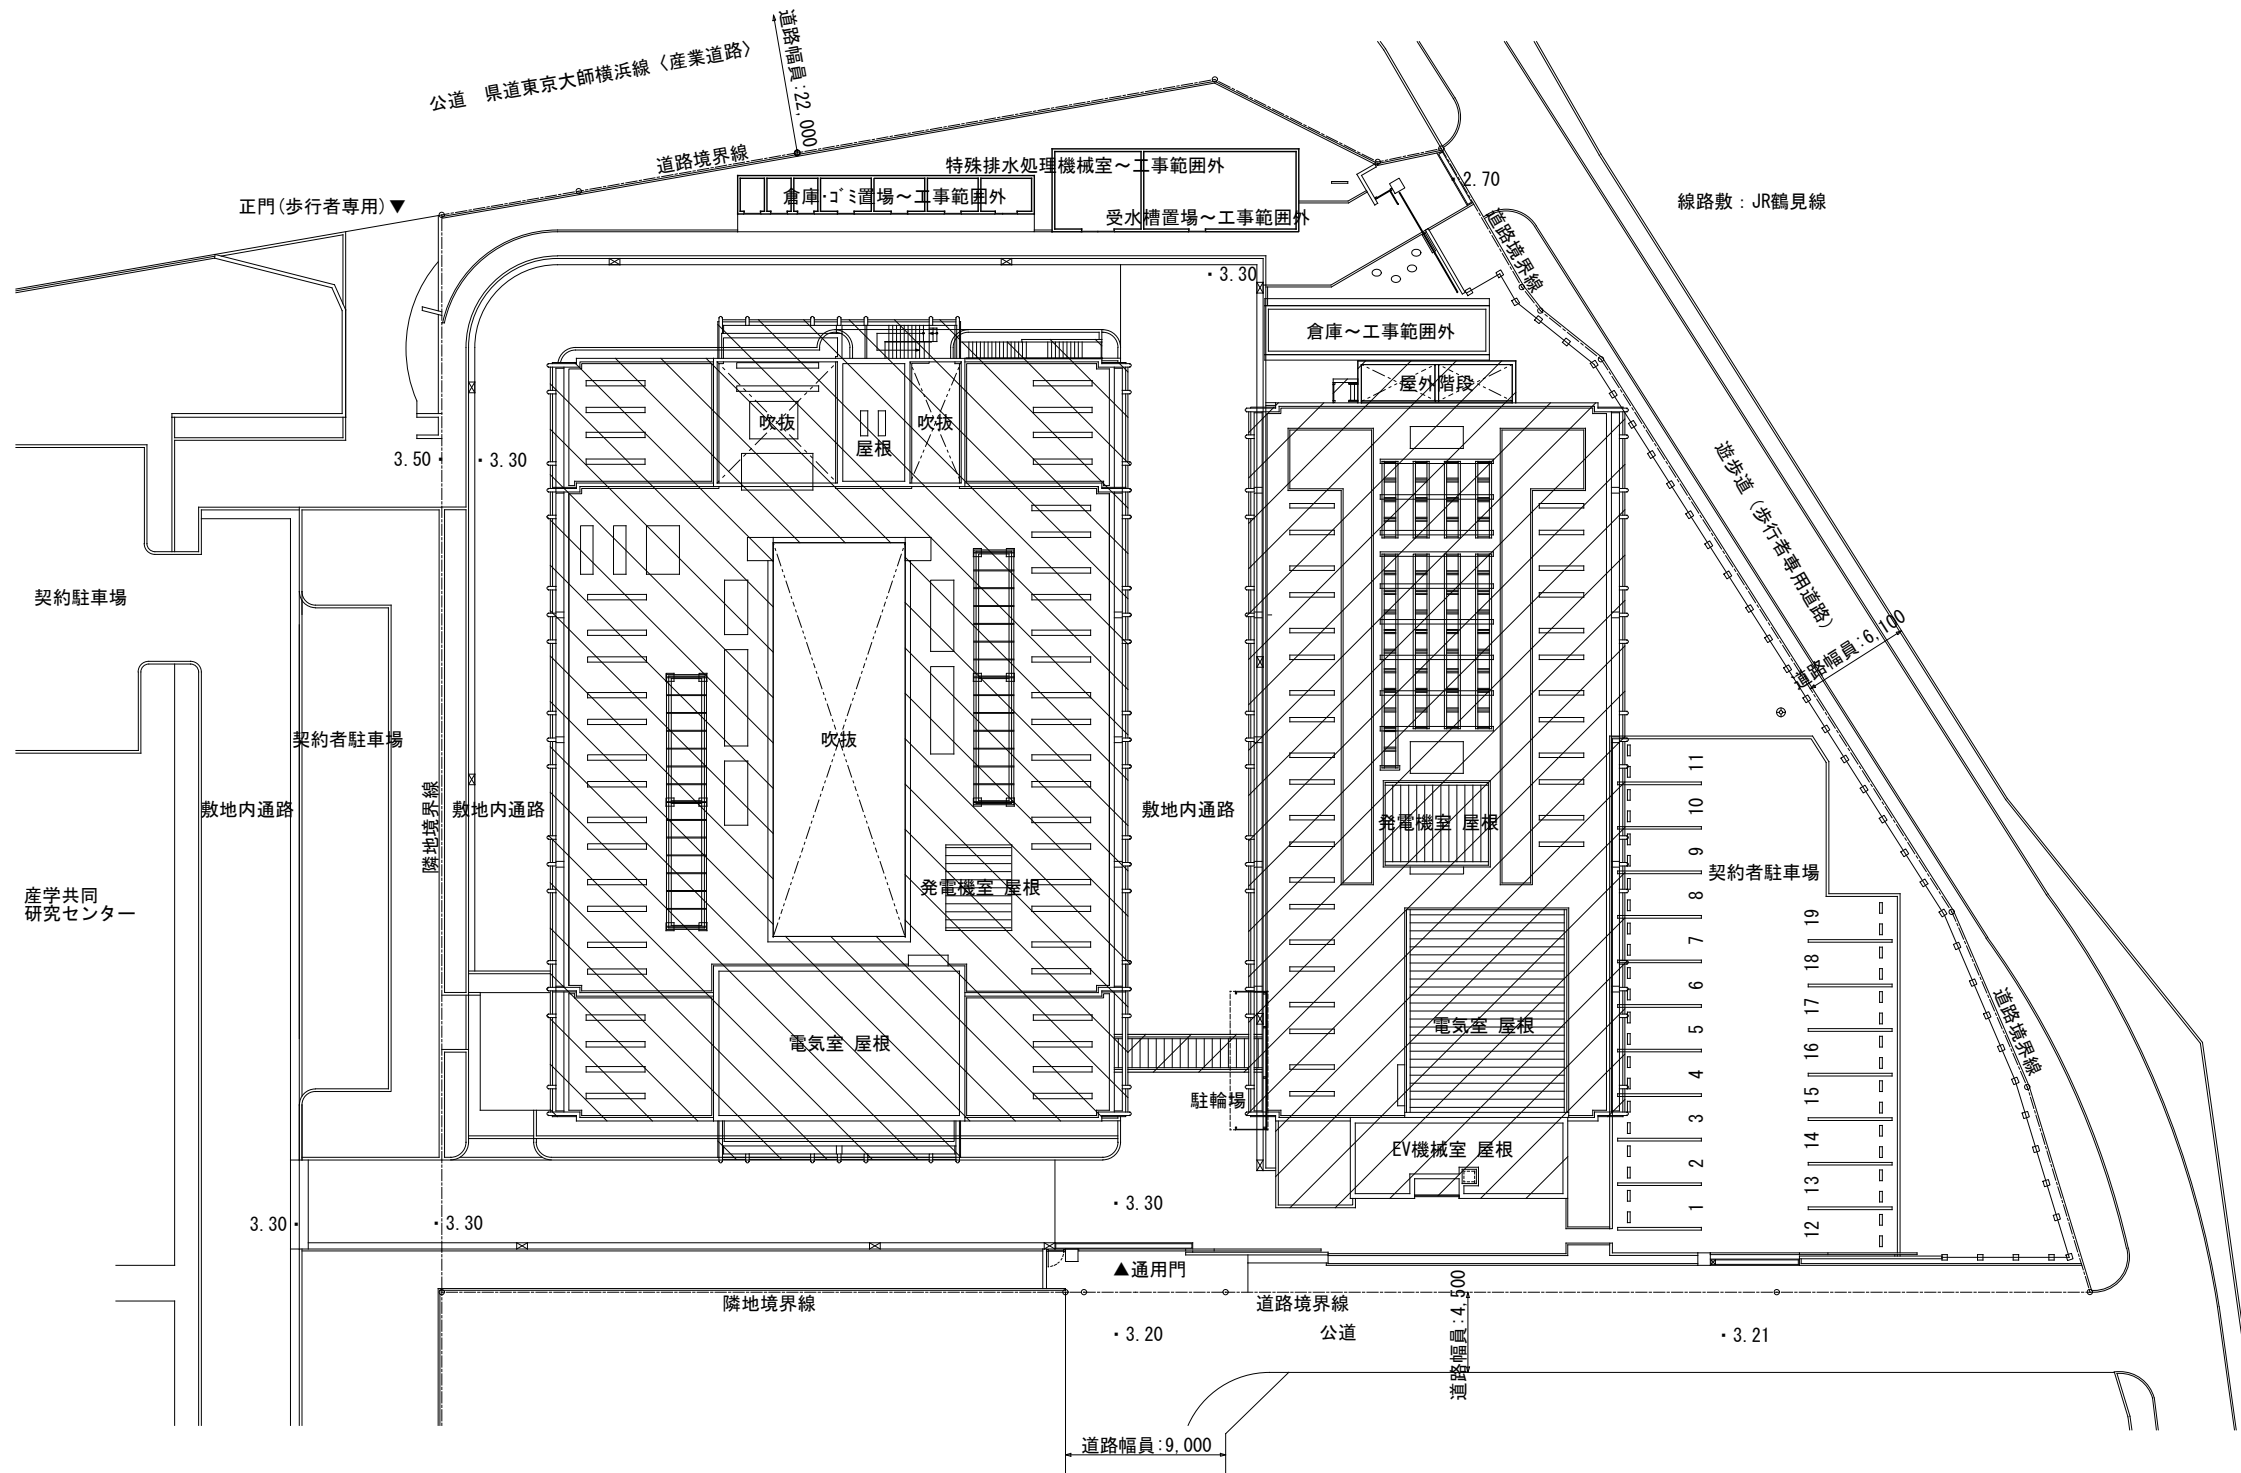 道路幅員:22,000
公道　県道東京大師横浜線〈産業道路〉
道路境界線
特殊排水処理機械室～工事範囲外
倉庫・ゴミ置場～工事範囲外
受水槽置場～工事範囲外
正門(歩行者専用)▼
・2.70
線路敷：JR鶴見線
道路境界線
・3.30
倉庫～工事範囲外
屋外階段
吹抜
屋根
吹抜
3.50・
・3.30
遊歩道（歩行者専用道路）
道路幅員:6,100
契約駐車場
契約者駐車場
吹抜
敷地内通路
隣地境界線
敷地内通路
敷地内通路
発電機室 屋根
発電機室 屋根
契約者駐車場
産学共同
研究センター
11
10
9
8
7
6
5
4
3
2
1
19
18
17
16
15
14
13
12
道路境界線
電気室 屋根
電気室 屋根
駐輪場
EV機械室 屋根
3.30・
・3.30
・3.30
▲通用門
隣地境界線
道路境界線
・3.20
公道
道路幅員:4,500
・3.21
道路幅員:9,000